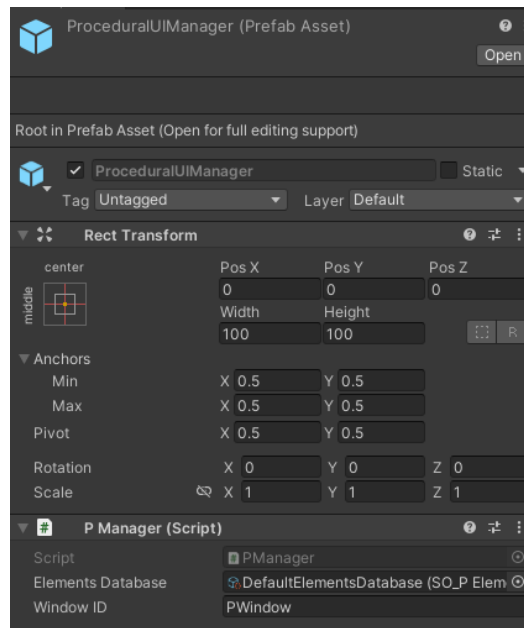 ProceduralUIManager (Prefab Asset)
Open
Root in Prefab Asset (Open for full editing support)
ProceduralUIManager Static
Tag Untagged Layer Default
Rect Transform
center Pos X Pos Y Pos Z
middle 0 0 0
Width Height
100 100 R
Anchors
Min X 0.5 Y 0.5
Max X 0.5 Y 0.5
Pivot X 0.5 Y 0.5
Rotation X 0 Y 0 Z 0
Scale X 1 Y 1 Z 1
# P Manager (Script)
Script PManager
Elements Database DefaultElementsDatabase (SO_P Elem
Window ID PWindow